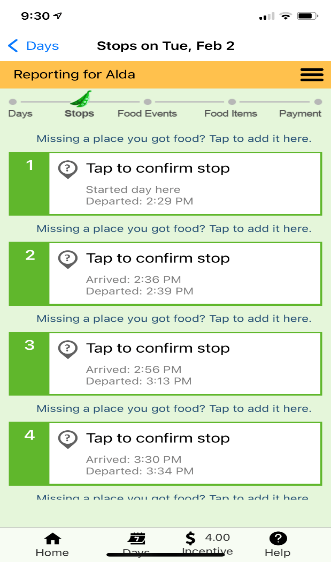 9:30
Days
Stops on Tue, Feb 2
Reporting for Alda
Days Stops Food Events Food Items Payment
Missing a place you got food? Tap to add it here.
1
Tap to confirm stop
Started day here
Departed: 2:29 PM
Missing a place you got food? Tap to add it here.
2
Tap to confirm stop
Arrived: 2:36 PM
Departed: 2:39 PM
Missing a place you got food? Tap to add it here.
3
Tap to confirm stop
Arrived: 2:56 PM
Departed: 3:13 PM
Missing a place you got food? Tap to add it here.
4
Tap to confirm stop
Arrived: 3:30 PM
Departed: 3:34 PM
Missing a place you got food? Tap to add it here.
$ 4.00
Home Days Incentive Help